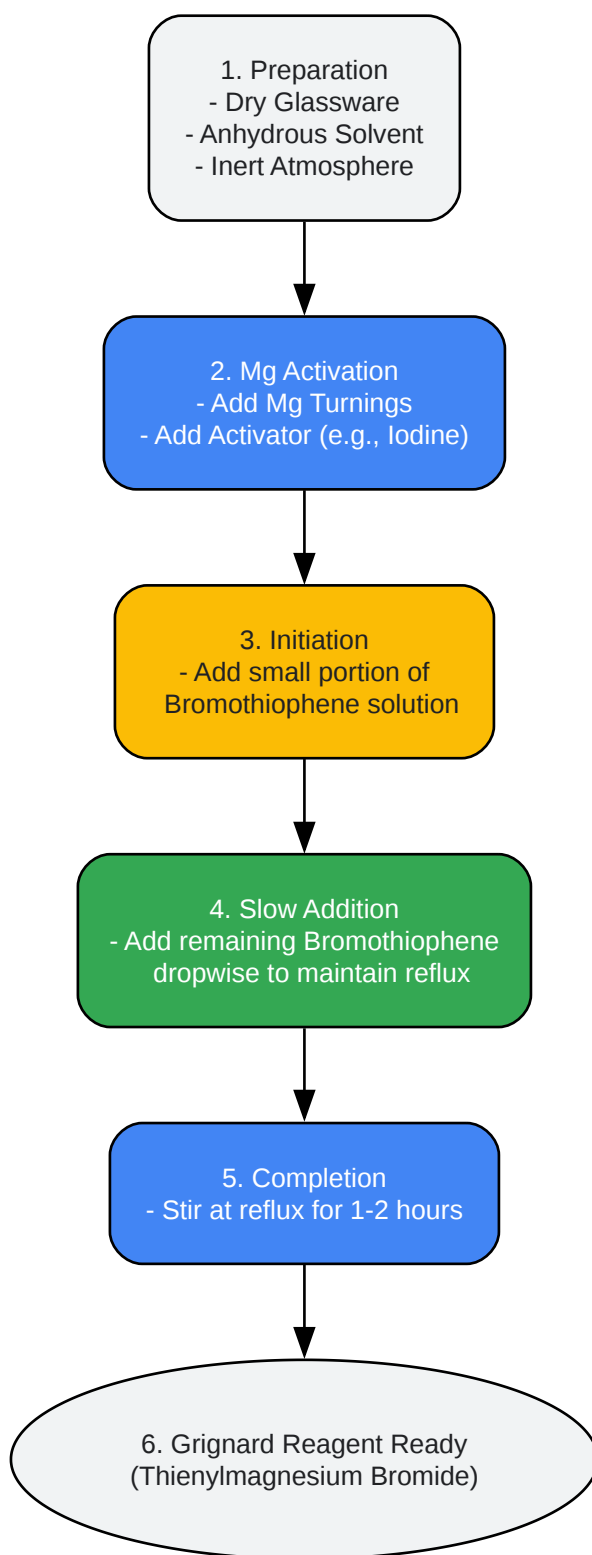 1. Preparation
- Dry Glassware
- Anhydrous Solvent
- Inert Atmosphere
2. Mg Activation
- Add Mg Turnings
- Add Activator (e.g., Iodine)
3. Initiation
- Add small portion of
Bromothiophene solution
4. Slow Addition
- Add remaining Bromothiophene
dropwise to maintain reflux
5. Completion
- Stir at reflux for 1-2 hours
6. Grignard Reagent Ready
(Thienylmagnesium Bromide)